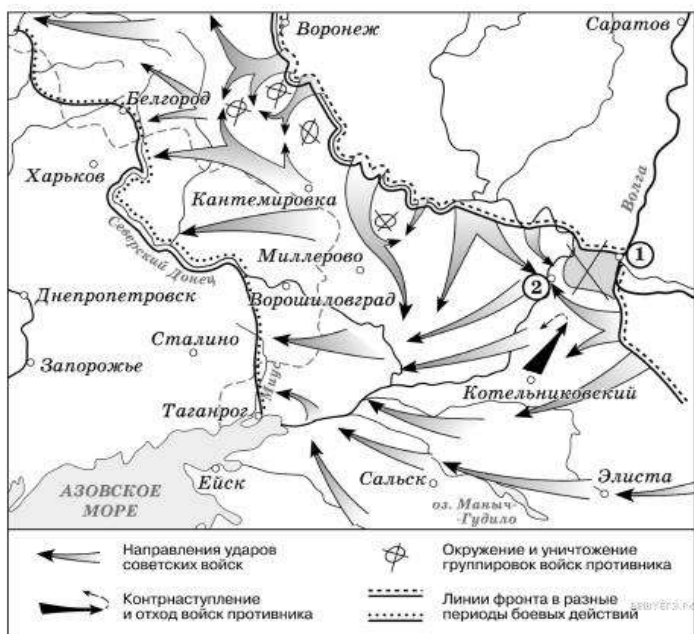 Воронеж
Саратов
Белгород
Харьков
Волга
Кантемировка
Северский Донец
Миллерово
1
2
Ворошиловград
Днепропетровск
Сталино
Запорожье
Миус
Котельниковский
Таганрог
Ейск
Сальск
Элиста
АЗОВСКОЕ
МОРЕ
оз. Маныч-
-Гудило
Направления ударов
советских войск
Окружение и уничтожение
группировок войск противника
Контрнаступление
и отход войск противника
Линии фронта в разные
периоды боевых действий